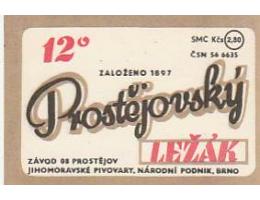 12°
SMC Kčs 2,80
ČSN 56 6635
ZALOŽENO 1897
Prostějovský
LEŽÁK
ZÁVOD 08 PROSTĚJOV
JIHOMORAVSKÉ PIVOVARY, NÁRODNÍ PODNIK, BRNO